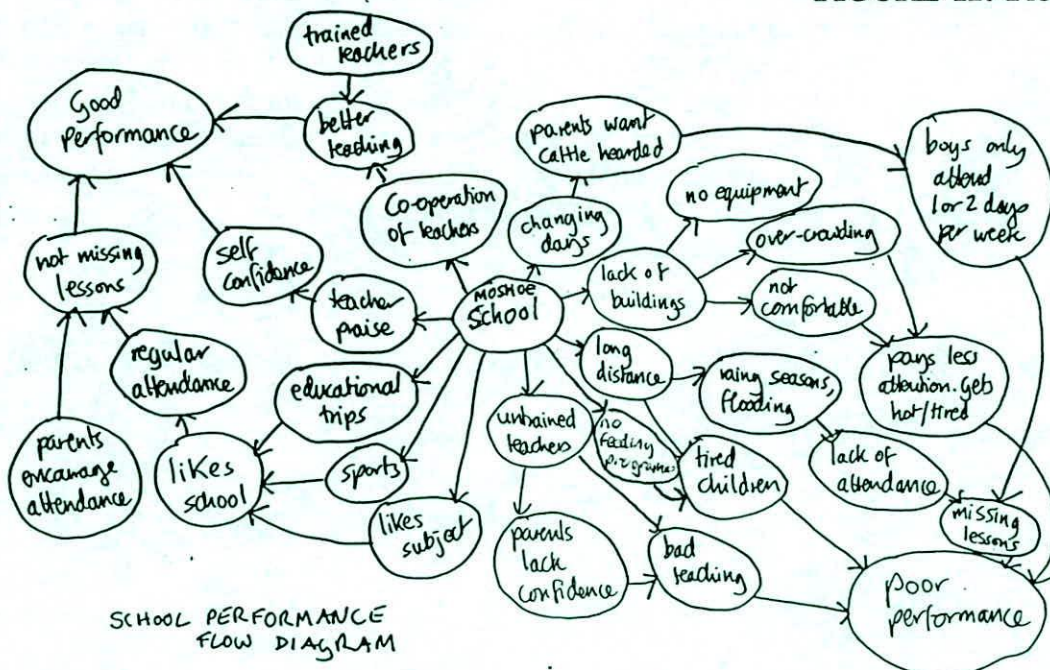 trained
teachers
Good
performance
better
teaching
parents want
cattle hearded
boys only
attend
1 or 2 days
per week
no equipment
Co-operation
of teachers
changing
days
over-crowding
not missing
lessons
self
confidence
lack of
buildings
not
comfortable
teacher
praise
MOSHOE
SCHOOL
regular
attendance
long
distance
pays less
attention. Gets
hot/tired
educational
trips
rainy seasons,
flooding
untrained
teachers
no
feeding
programmes
parents
encourage
attendance
likes
school
sports
tired
children
lack of
attendance
likes
subject
missing
lessons
parents
lack
confidence
bad
teaching
poor
performance
SCHOOL PERFORMANCE
FLOW DIAGRAM